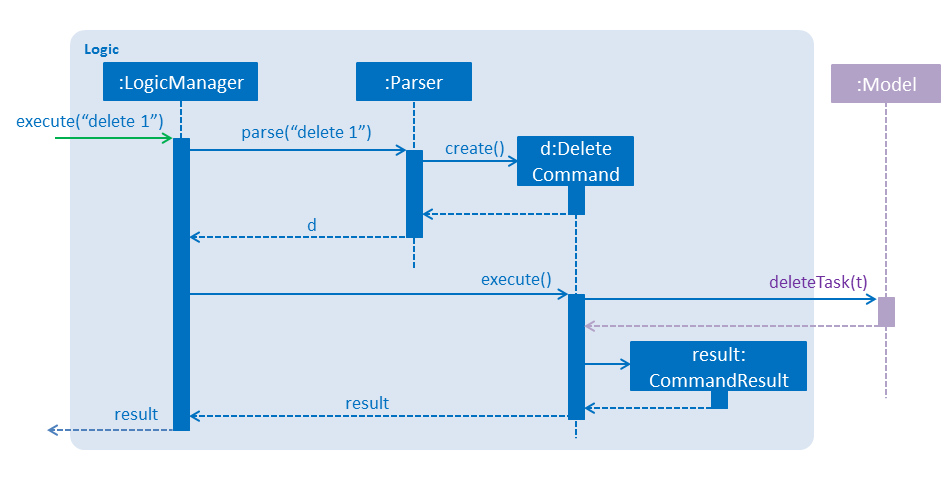 Logic
:LogicManager
:Parser
:Model
execute(“delete 1”)
parse(“delete 1”)
create()
d:Delete
Command
d
execute()
deleteTask(t)
result:
CommandResult
result
result